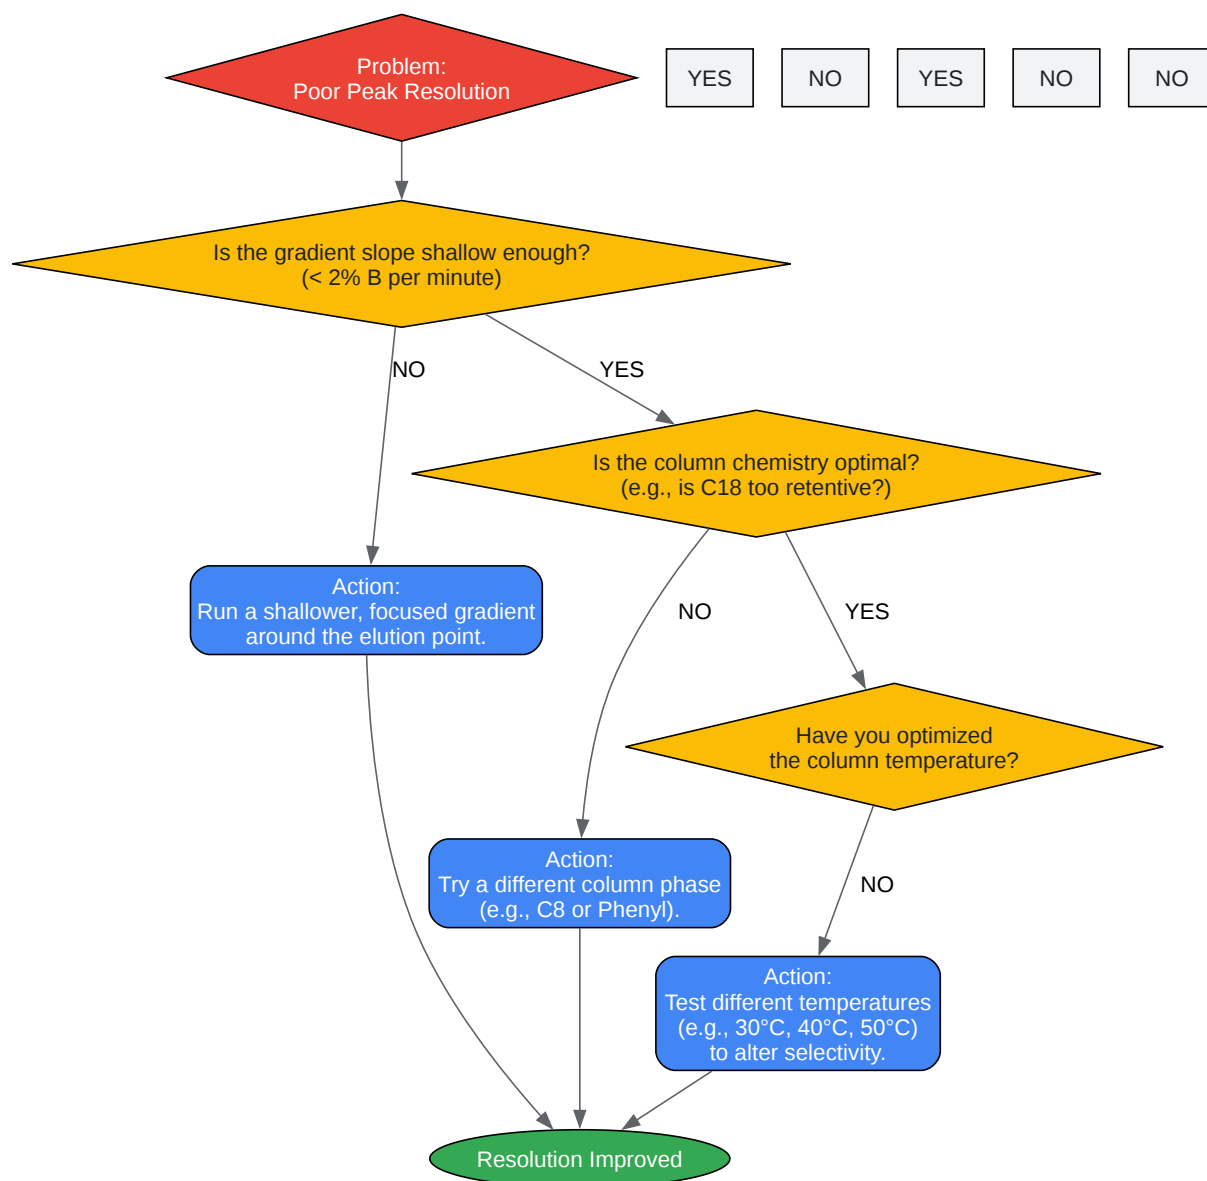 Problem:
Poor Peak Resolution
YES
NO
YES
NO
NO
Is the gradient slope shallow enough?
(< 2% B per minute)
NO
YES
Is the column chemistry optimal?
(e.g., is C18 too retentive?)
Action:
Run a shallower, focused gradient
around the elution point.
NO
YES
Have you optimized
the column temperature?
Action:
Try a different column phase
(e.g., C8 or Phenyl).
NO
Action:
Test different temperatures
(e.g., 30°C, 40°C, 50°C)
to alter selectivity.
Resolution Improved